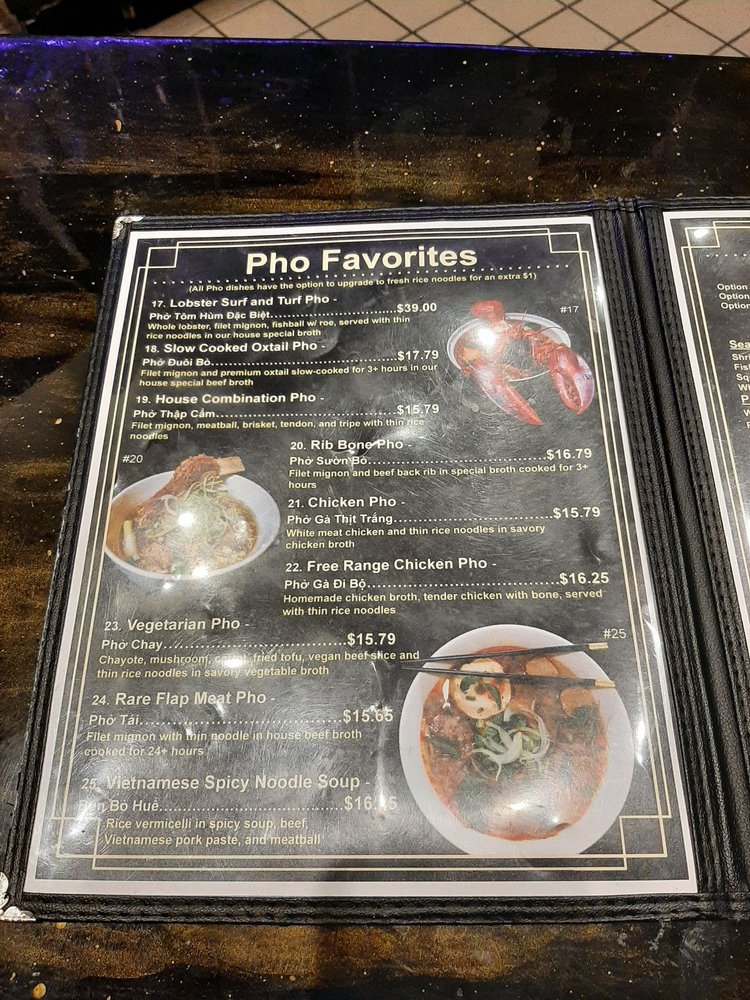 Pho Favorites
(All Pho dishes have the option to upgrade to fresh rice noodles for an extra $1)
17. Lobster Surf and Turf Pho -
Phở Tôm Hùm Đặc Biệt.......................$39.00
Whole lobster, filet mignon, fishball w/ roe, served with thin
rice noodles in our house special broth
#17
18. Slow Cooked Oxtail Pho -
Phở Đuôi Bò.......................................$17.79
Filet mignon and premium oxtail slow-cooked for 3+ hours in our
house special beef broth
19. House Combination Pho -
Phở Thập Cẩm......................................$15.79
Filet mignon, meatball, brisket, tendon, and tripe with thin rice
noodles
#20
20. Rib Bone Pho -
Phở Sườn Bò.......................................$16.79
Filet mignon and beef back rib in special broth cooked for 3+
hours
21. Chicken Pho -
Phở Gà Thịt Trắng.................................$15.79
White meat chicken and thin rice noodles in savory
chicken broth
22. Free Range Chicken Pho -
Phở Gà Đi Bộ.......................................$16.25
Homemade chicken broth, tender chicken with bone, served
with thin rice noodles
23. Vegetarian Pho -
Phở Chay..........................................$15.79
Chayote, mushroom, carrot, fried tofu, vegan beef slice and
thin rice noodles in savory vegetable broth
24. Rare Flap Meat Pho -
Phở Tái............................................$15.65
Filet mignon with thin noodle in house beef broth
cooked for 24+ hours
#25
25. Vietnamese Spicy Noodle Soup -
Bún Bò Huế
Rice vermicelli in spicy soup, beef,
Vietnamese pork paste, and meatball
Option
Option
Option